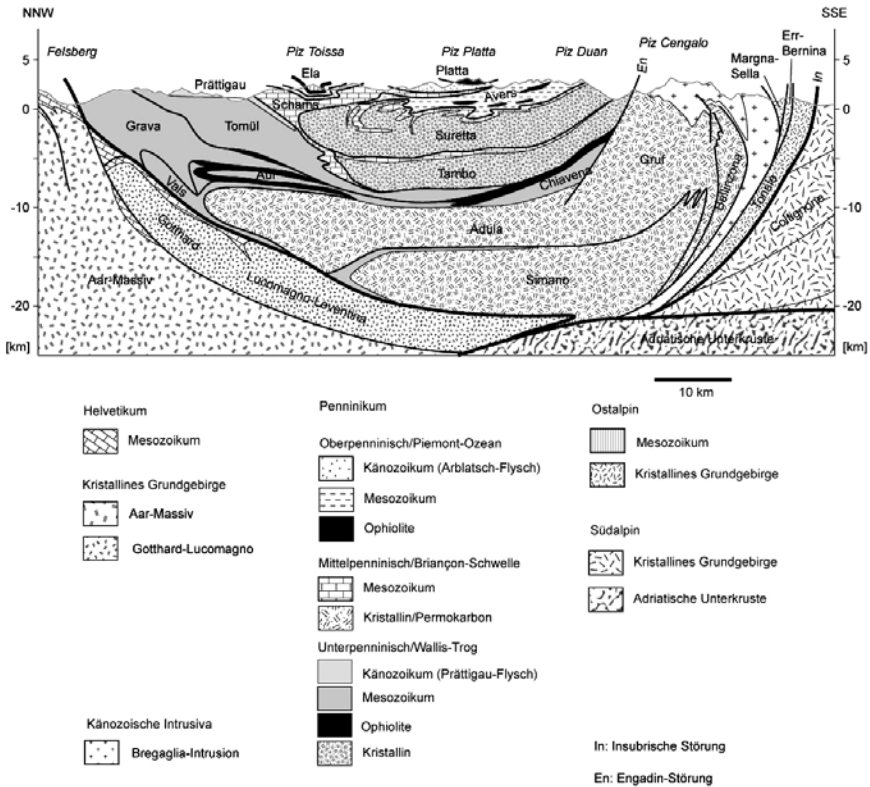 NNW
SSE
Felsberg
Piz Toissa
Piz Platta
Piz Duan
Piz Cengalo
Err-
Bernina
Margna-
Sella
En
In
Ela
Platta
Prättigau
Schams
Avers
5
5
0
0
-10
-10
-20
-20
[km]
[km]
Grava
Tomül
Suretta
Tambo
Aul
Vals
Chiavena
Gruf
Bellinzona
Tonale
Colfignone
Gotthard-
Adula
Simano
Lucomagno-Leventina
Aar-Massiv
Adriatische Unterkruste
10 km
Helvetikum
Mesozoikum
Kristallines Grundgebirge
Aar-Massiv
Gotthard-Lucomagno
Känozoische Intrusiva
Bregaglia-Intrusion
Penninikum
Oberpenninisch/Piemont-Ozean
Känozoikum (Arblatsch-Flysch)
Mesozoikum
Ophiolite
Mittelpenninisch/Briançon-Schwelle
Mesozoikum
Kristallin/Permokarbon
Unterpenninisch/Wallis-Trog
Känozoikum (Prättigau-Flysch)
Mesozoikum
Ophiolite
Kristallin
Ostalpin
Mesozoikum
Kristallines Grundgebirge
Südalpin
Kristallines Grundgebirge
Adriatische Unterkruste
In: Insubrische Störung
En: Engadin-Störung